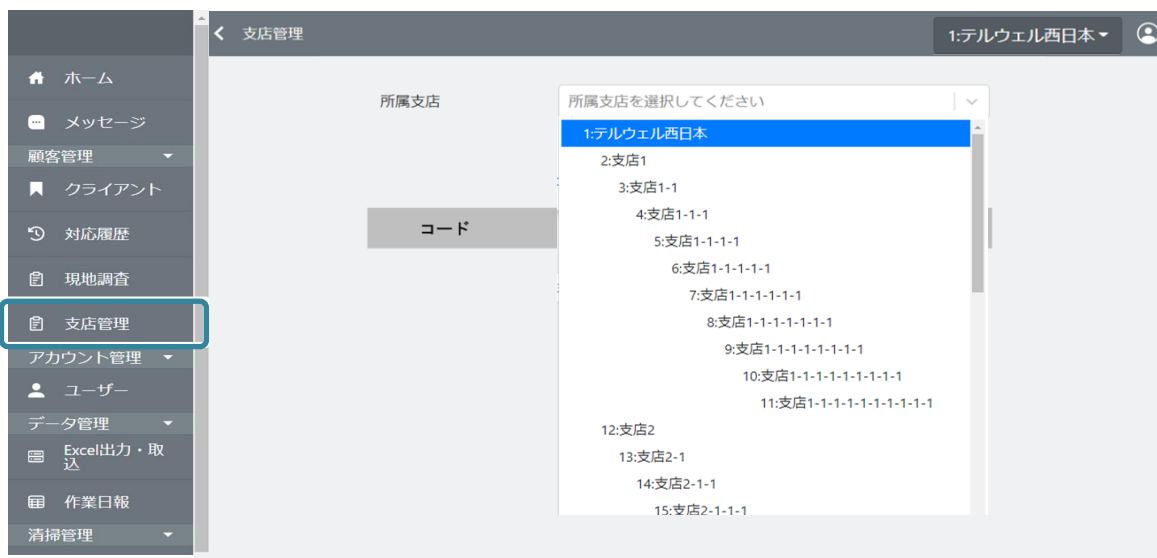 支店管理
1:テルウェル西日本
ホーム
メッセージ
顧客管理
クライアント
対応履歴
現地調査
支店管理
アカウント管理
ユーザー
データ管理
Excel出力・取
込
作業日報
清掃管理
所属支店
所属支店を選択してください
1:テルウェル西日本
2:支店1
3:支店1-1
4:支店1-1-1
5:支店1-1-1-1
6:支店1-1-1-1-1
7:支店1-1-1-1-1-1
8:支店1-1-1-1-1-1-1
9:支店1-1-1-1-1-1-1-1
10:支店1-1-1-1-1-1-1-1-1
11:支店1-1-1-1-1-1-1-1-1-1
12:支店2
13:支店2-1
14:支店2-1-1
15:支店2-1-1-1
コード